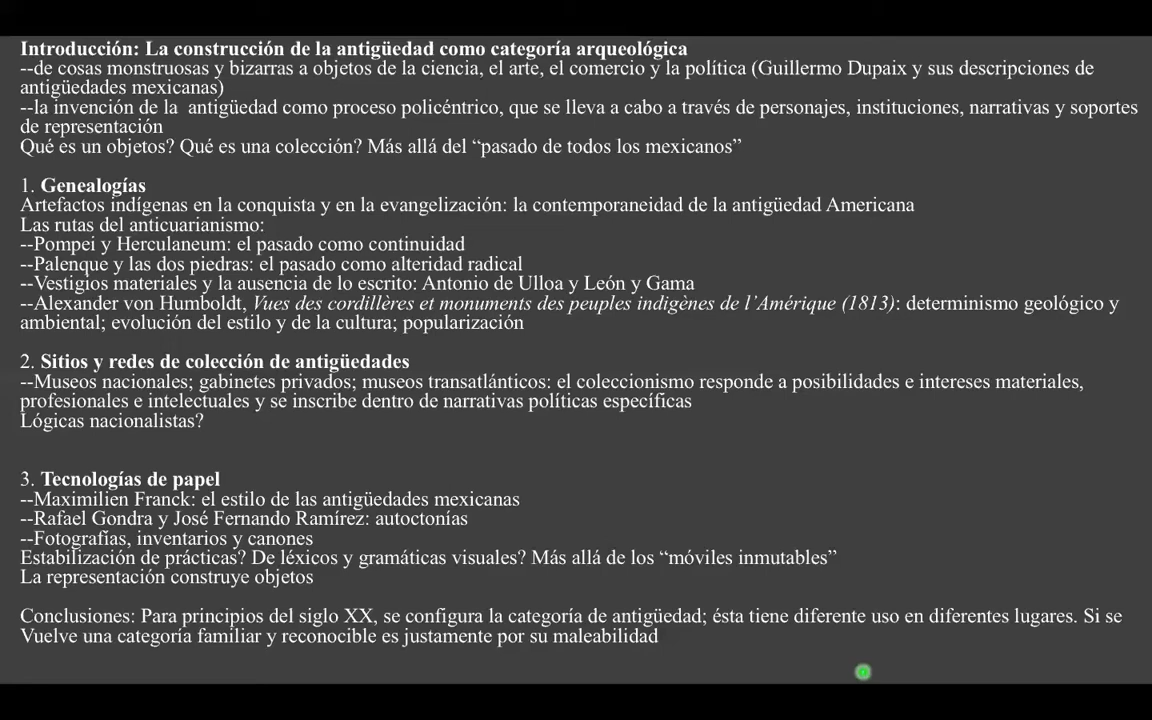 Introducción: La construcción de la antigüedad como categoría arqueológica
--de cosas monstruosas y bizarras a objetos de la ciencia, el arte, el comercio y la política (Guillermo Dupaix y sus descripciones de
antigüedades mexicanas)
--la invención de la  antigüedad como proceso policéntrico, que se lleva a cabo a través de personajes, instituciones, narrativas y soportes
de representación
Qué es un objetos? Qué es una colección? Más allá del “pasado de todos los mexicanos”
1. Genealogías
Artefactos indígenas en la conquista y en la evangelización: la contemporaneidad de la antigüedad Americana
Las rutas del anticuarianismo:
--Pompei y Herculaneum: el pasado como continuidad
--Palenque y las dos piedras: el pasado como alteridad radical
--Vestigios materiales y la ausencia de lo escrito: Antonio de Ulloa y León y Gama
--Alexander von Humboldt, Vues des cordillères et monuments des peuples indigènes de l’Amérique (1813): determinismo geológico y
ambiental; evolución del estilo y de la cultura; popularización
2. Sitios y redes de colección de antigüedades
--Museos nacionales; gabinetes privados; museos transatlánticos: el coleccionismo responde a posibilidades e intereses materiales,
profesionales e intelectuales y se inscribe dentro de narrativas políticas específicas
Lógicas nacionalistas?
3. Tecnologías de papel
--Maximilien Franck: el estilo de las antigüedades mexicanas
--Rafael Gondra y José Fernando Ramírez: autoctonías
--Fotografías, inventarios y canones
Estabilización de prácticas? De léxicos y gramáticas visuales? Más allá de los “móviles inmutables”
La representación construye objetos
Conclusiones: Para principios del siglo XX, se configura la categoría de antigüedad; ésta tiene diferente uso en diferentes lugares. Si se
Vuelve una categoría familiar y reconocible es justamente por su maleabilidad